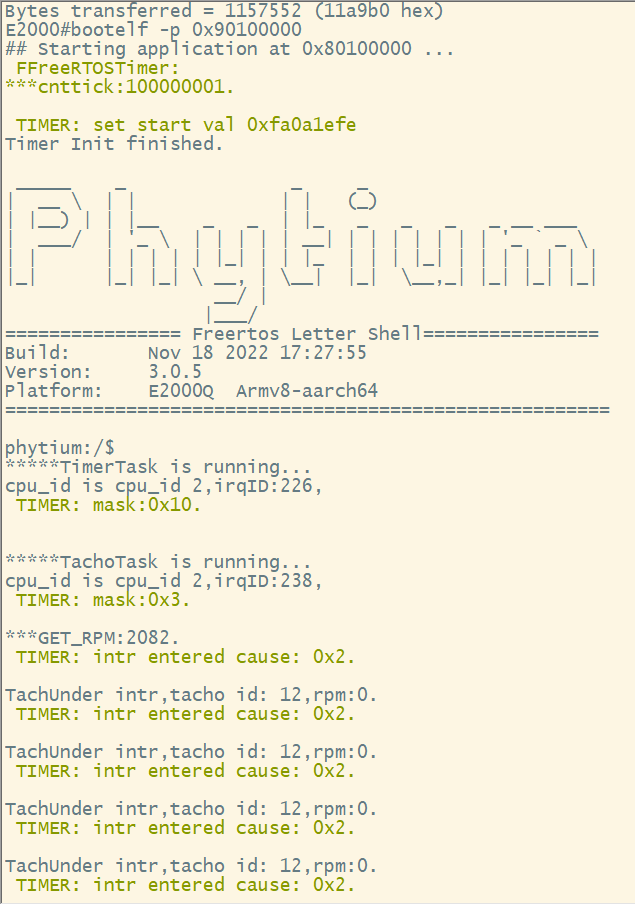 Bytes transferred = 1157552 (11a9b0 hex)
E2000#bootelf -p 0x90100000
## Starting application at 0x80100000 ...
FFreeRTOSTimer:
***cnttick:100000001.
TIMER: set start val 0xfa0a1efe
Timer Init finished.
Phytium
================ Freertos Letter Shell================
Build:       Nov 18 2022 17:27:55
Version:     3.0.5
Platform:    E2000Q  Armv8-aarch64
=======================================================
phytium:/$
*****TimerTask is running...
cpu_id is cpu_id 2,irqID:226,
TIMER: mask:0x10.
*****TachoTask is running...
cpu_id is cpu_id 2,irqID:238,
TIMER: mask:0x3.
***GET_RPM:2082.
TIMER: intr entered cause: 0x2.
TachUnder intr,tacho id: 12,rpm:0.
TIMER: intr entered cause: 0x2.
TachUnder intr,tacho id: 12,rpm:0.
TIMER: intr entered cause: 0x2.
TachUnder intr,tacho id: 12,rpm:0.
TIMER: intr entered cause: 0x2.
TachUnder intr,tacho id: 12,rpm:0.
TIMER: intr entered cause: 0x2.